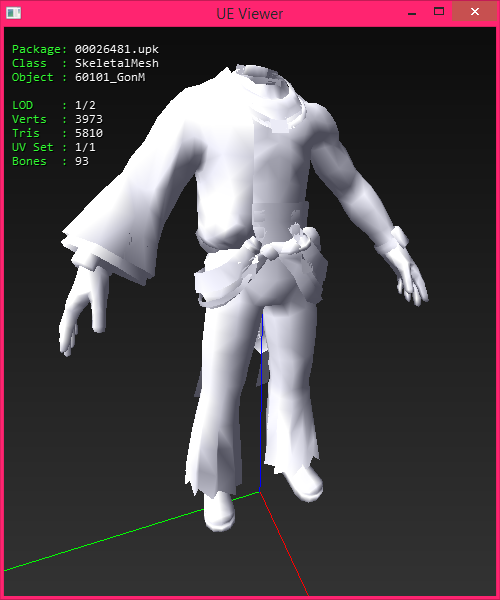 UE Viewer
Package: 00026481.upk
Class : SkeletalMesh
Object : 60101_GonM
LOD : 1/2
Verts : 3973
Tris : 5810
UV Set : 1/1
Bones : 93